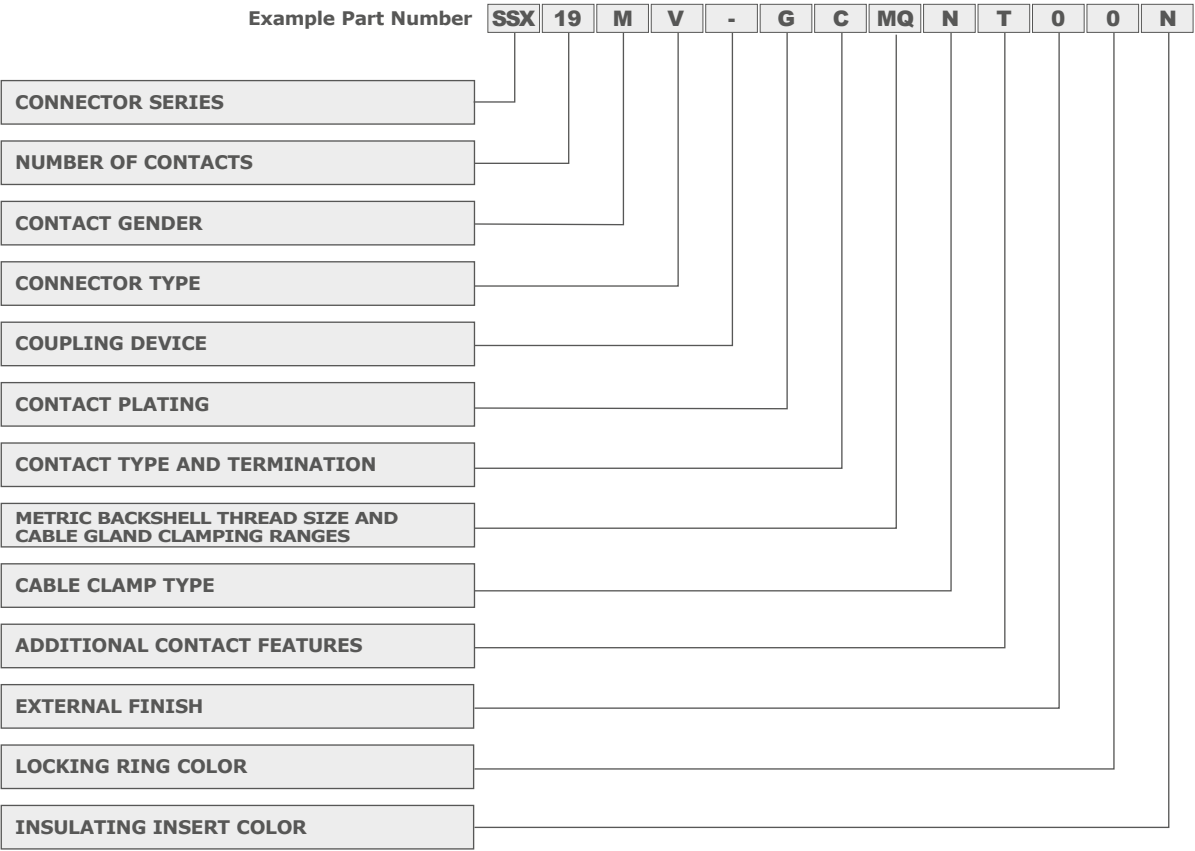 Example Part Number SSX 19 M V - G C MQ N T 0 0 N
CONNECTOR SERIES
NUMBER OF CONTACTS
CONTACT GENDER
CONNECTOR TYPE
COUPLING DEVICE
CONTACT PLATING
CONTACT TYPE AND TERMINATION
METRIC BACKSHELL THREAD SIZE AND
CABLE GLAND CLAMPING RANGES
CABLE CLAMP TYPE
ADDITIONAL CONTACT FEATURES
EXTERNAL FINISH
LOCKING RING COLOR
INSULATING INSERT COLOR